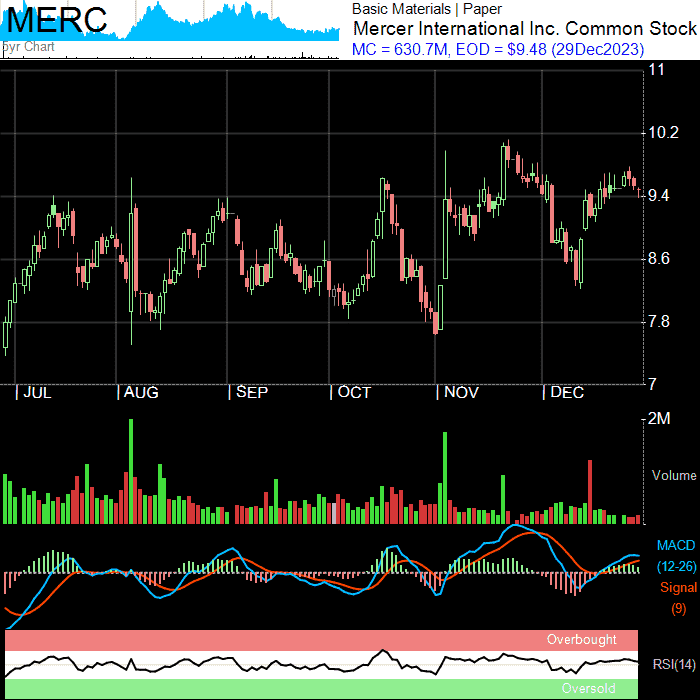 MERC
5yr Chart
Basic Materials | Paper
Mercer International Inc. Common Stock
MC = 630.7M, EOD = $9.48 (29Dec2023)
11
10.2
9.4
8.6
7.8
7
| JUL | AUG | SEP | OCT | NOV | DEC
2M
Volume
MACD
(12-26)
Signal
(9)
Overbought
RSI(14)
Oversold